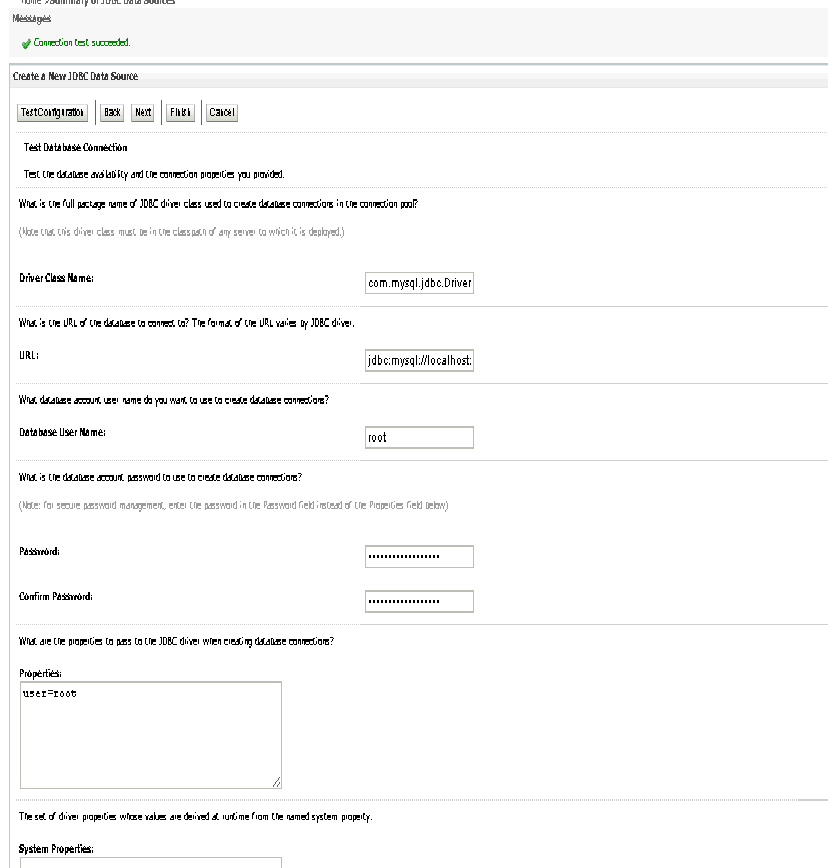 Home >Summary of JDBC Data Sources
Messages
Connection test succeeded.
Create a New JDBC Data Source
Test Configuration Back Next Finish Cancel
Test Database Connection
Test the database availability and the connection properties you provided.
What is the full package name of JDBC driver class used to create database connections in the connection pool?
(Note that this driver class must be in the classpath of any server to which it is deployed.)
Driver Class Name: com.mysql.jdbc.Driver
What is the URL of the database to connect to? The format of the URL varies by JDBC driver.
URL: jdbc:mysql://localhost:
What database account user name do you want to use to create database connections?
Database User Name: root
What is the database account password to use to create database connections?
(Note: for secure password management, enter the password in the Password field instead of the Properties field below)
Password: •••••••••••••••••
Confirm Password: •••••••••••••••••
What are the properties to pass to the JDBC driver when creating database connections?
Properties:
user=root
The set of driver properties whose values are derived at runtime from the named system property.
System Properties: